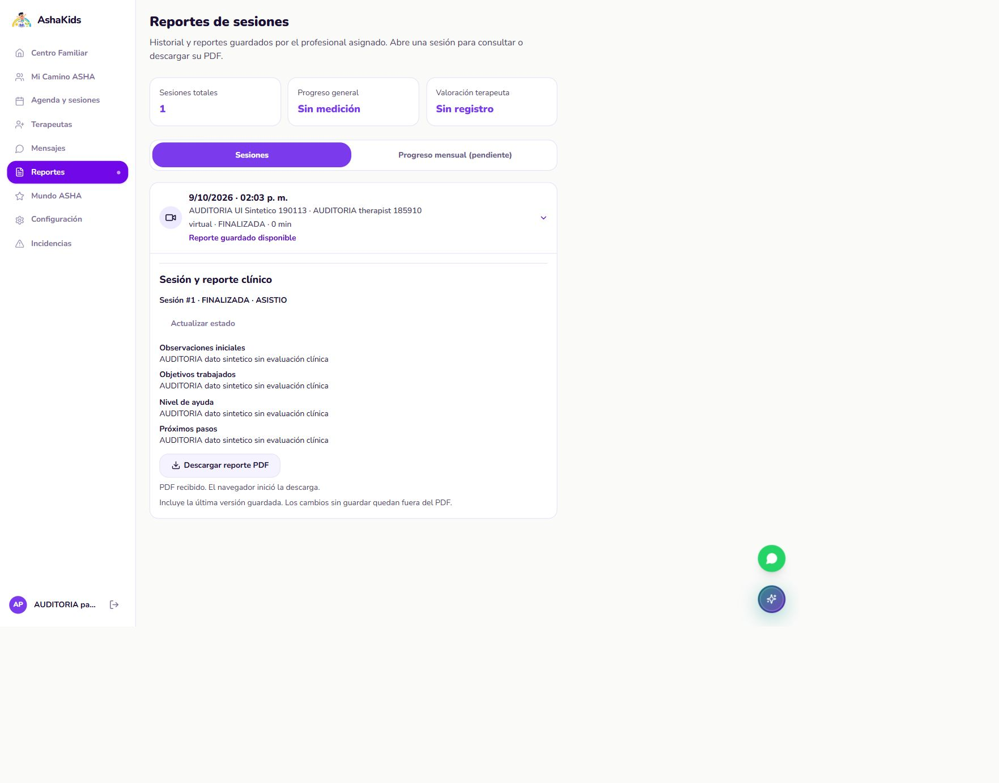 AshaKids
Centro Familiar
Mi Camino ASHA
Agenda y sesiones
Terapeutas
Mensajes
Reportes
Mundo ASHA
Configuración
Incidencias
AP
AUDITORIA pa...
Reportes de sesiones
Historial y reportes guardados por el profesional asignado. Abre una sesión para consultar o
descargar su PDF.
Sesiones totales
1
Progreso general
Sin medición
Valoración terapeuta
Sin registro
Sesiones
Progreso mensual (pendiente)
9/10/2026 · 02:03 p. m.
AUDITORIA UI Sintetico 190113 · AUDITORIA therapist 185910
virtual · FINALIZADA · 0 min
Reporte guardado disponible
Sesión y reporte clínico
Sesión #1 · FINALIZADA · ASISTIO
Actualizar estado
Observaciones iniciales
AUDITORIA dato sintetico sin evaluación clínica
Objetivos trabajados
AUDITORIA dato sintetico sin evaluación clínica
Nivel de ayuda
AUDITORIA dato sintetico sin evaluación clínica
Próximos pasos
AUDITORIA dato sintetico sin evaluación clínica
Descargar reporte PDF
PDF recibido. El navegador inició la descarga.
Incluye la última versión guardada. Los cambios sin guardar quedan fuera del PDF.